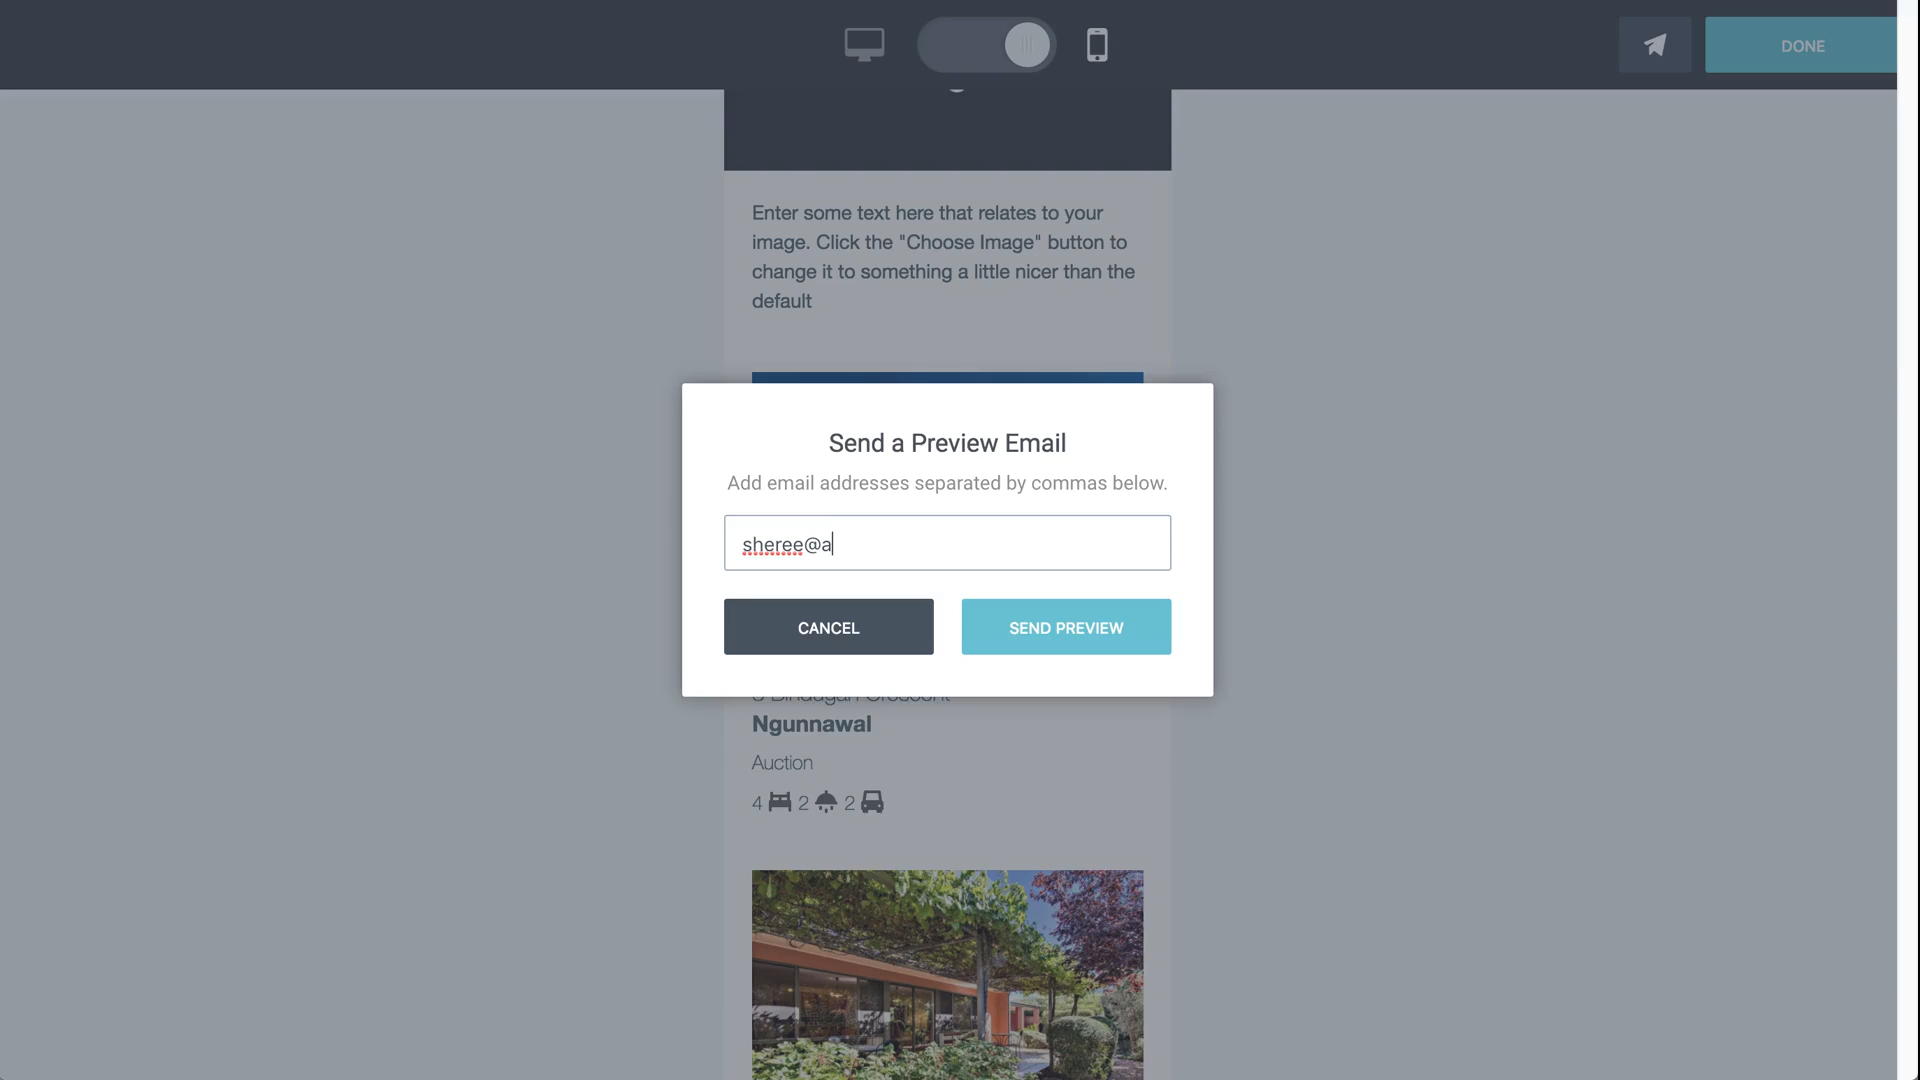 DONE
Enter some text here that relates to your
image. Click the "Choose Image" button to
change it to something a little nicer than the
default
Send a Preview Email
Add email addresses separated by commas below.
sheree@a
CANCEL
SEND PREVIEW
Ngunnawal
Auction
4 2 2